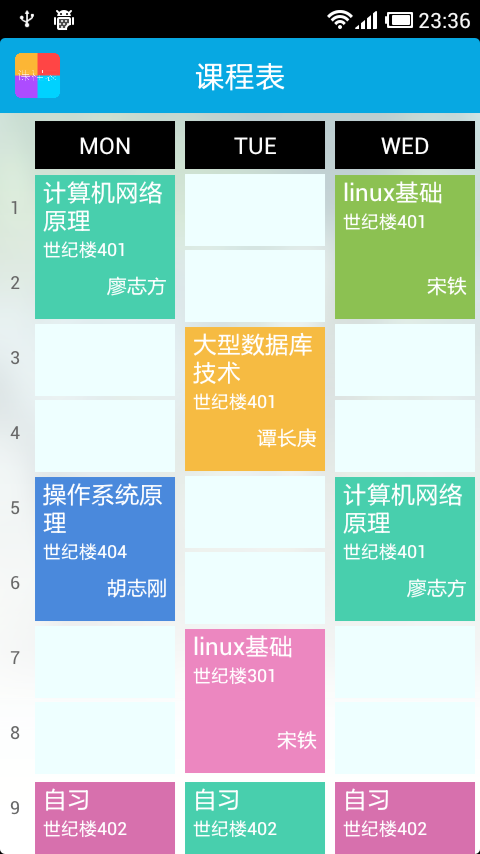 23:36
课程表
课程表
MON TUE WED
1
计算机网络
原理
世纪楼401
廖志方
linux基础
世纪楼401
宋铁
2
3
大型数据库
技术
世纪楼401
谭长庚
4
5
操作系统原
理
世纪楼404
胡志刚
计算机网络
原理
世纪楼401
廖志方
6
7
linux基础
世纪楼301
宋铁
8
9
自习
世纪楼402
自习
世纪楼402
自习
世纪楼402